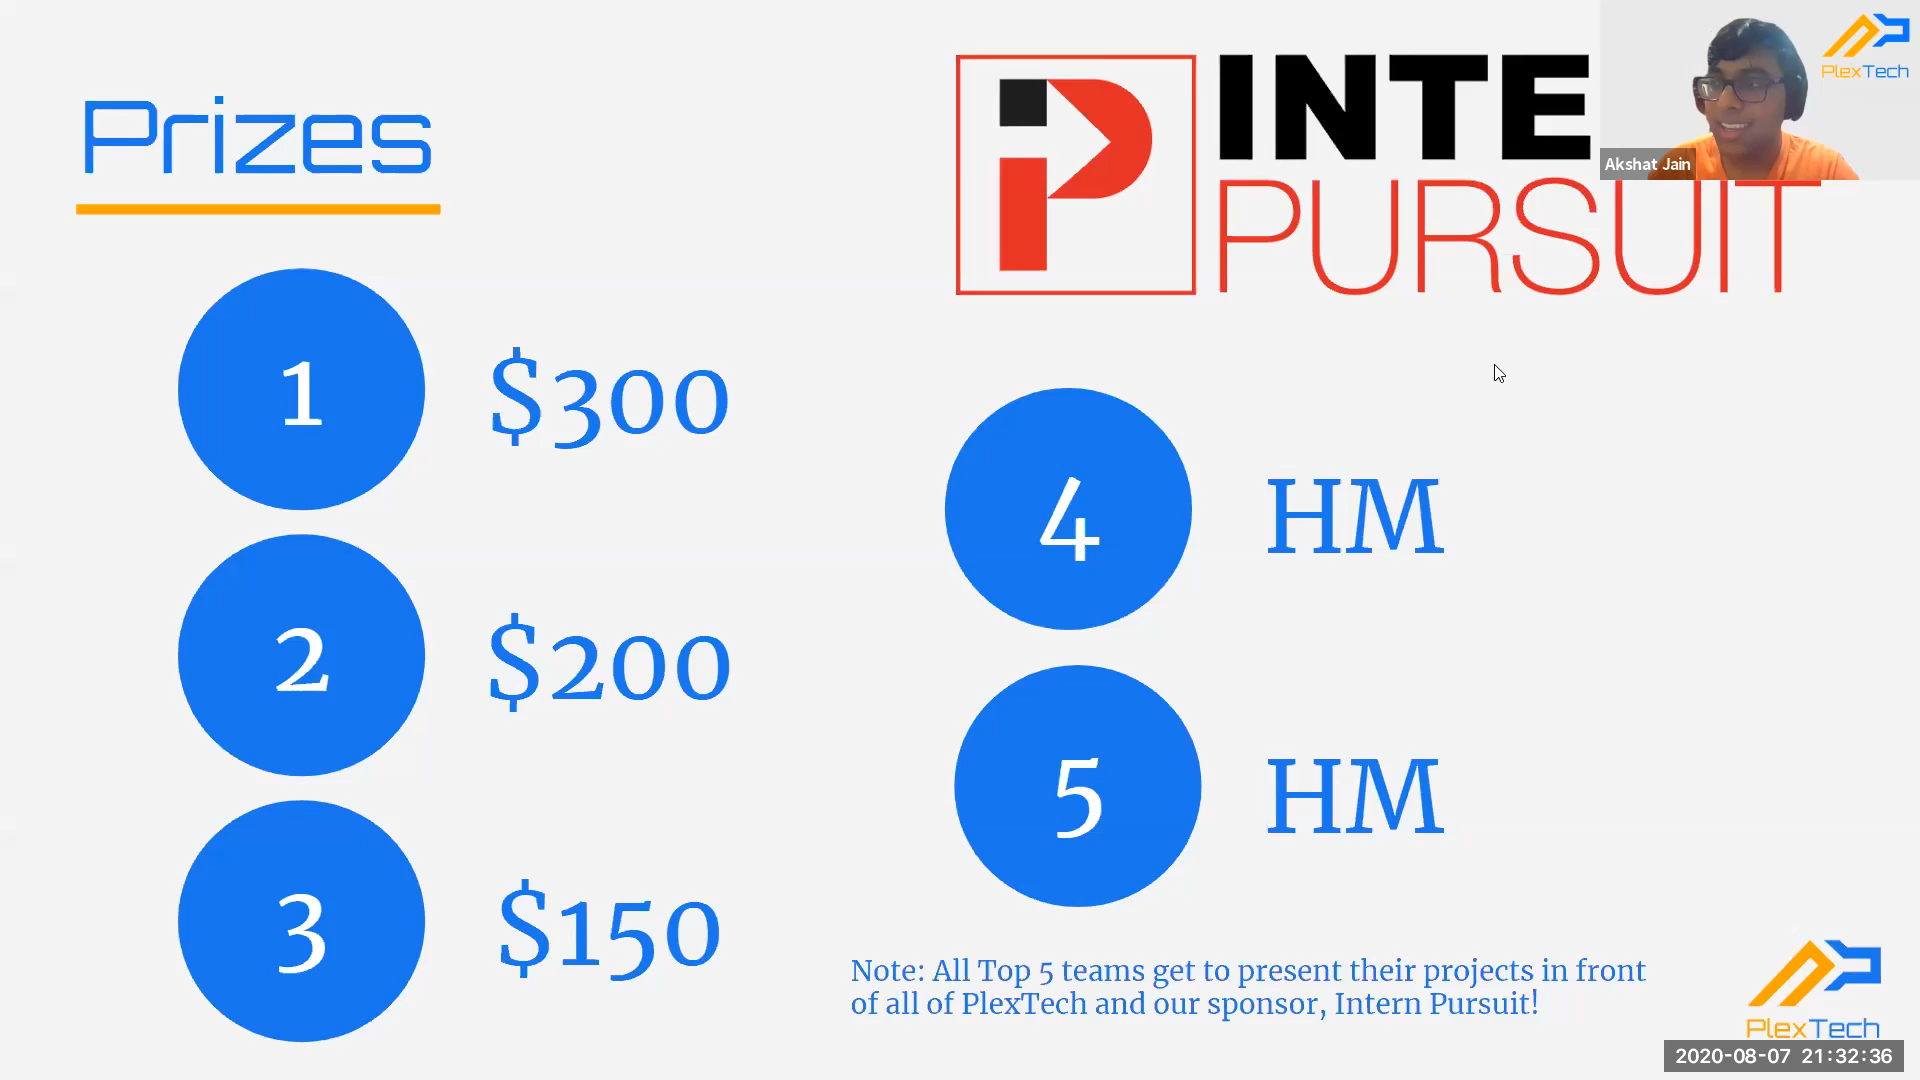 Prizes
INTE
PURSUIT
PlexTech
Akshat Jain
1
$300
2
$200
3
$150
4
HM
5
HM
Note: All Top 5 teams get to present their projects in front
of all of PlexTech and our sponsor, Intern Pursuit!
PlexTech
2020-08-07 21:32:36